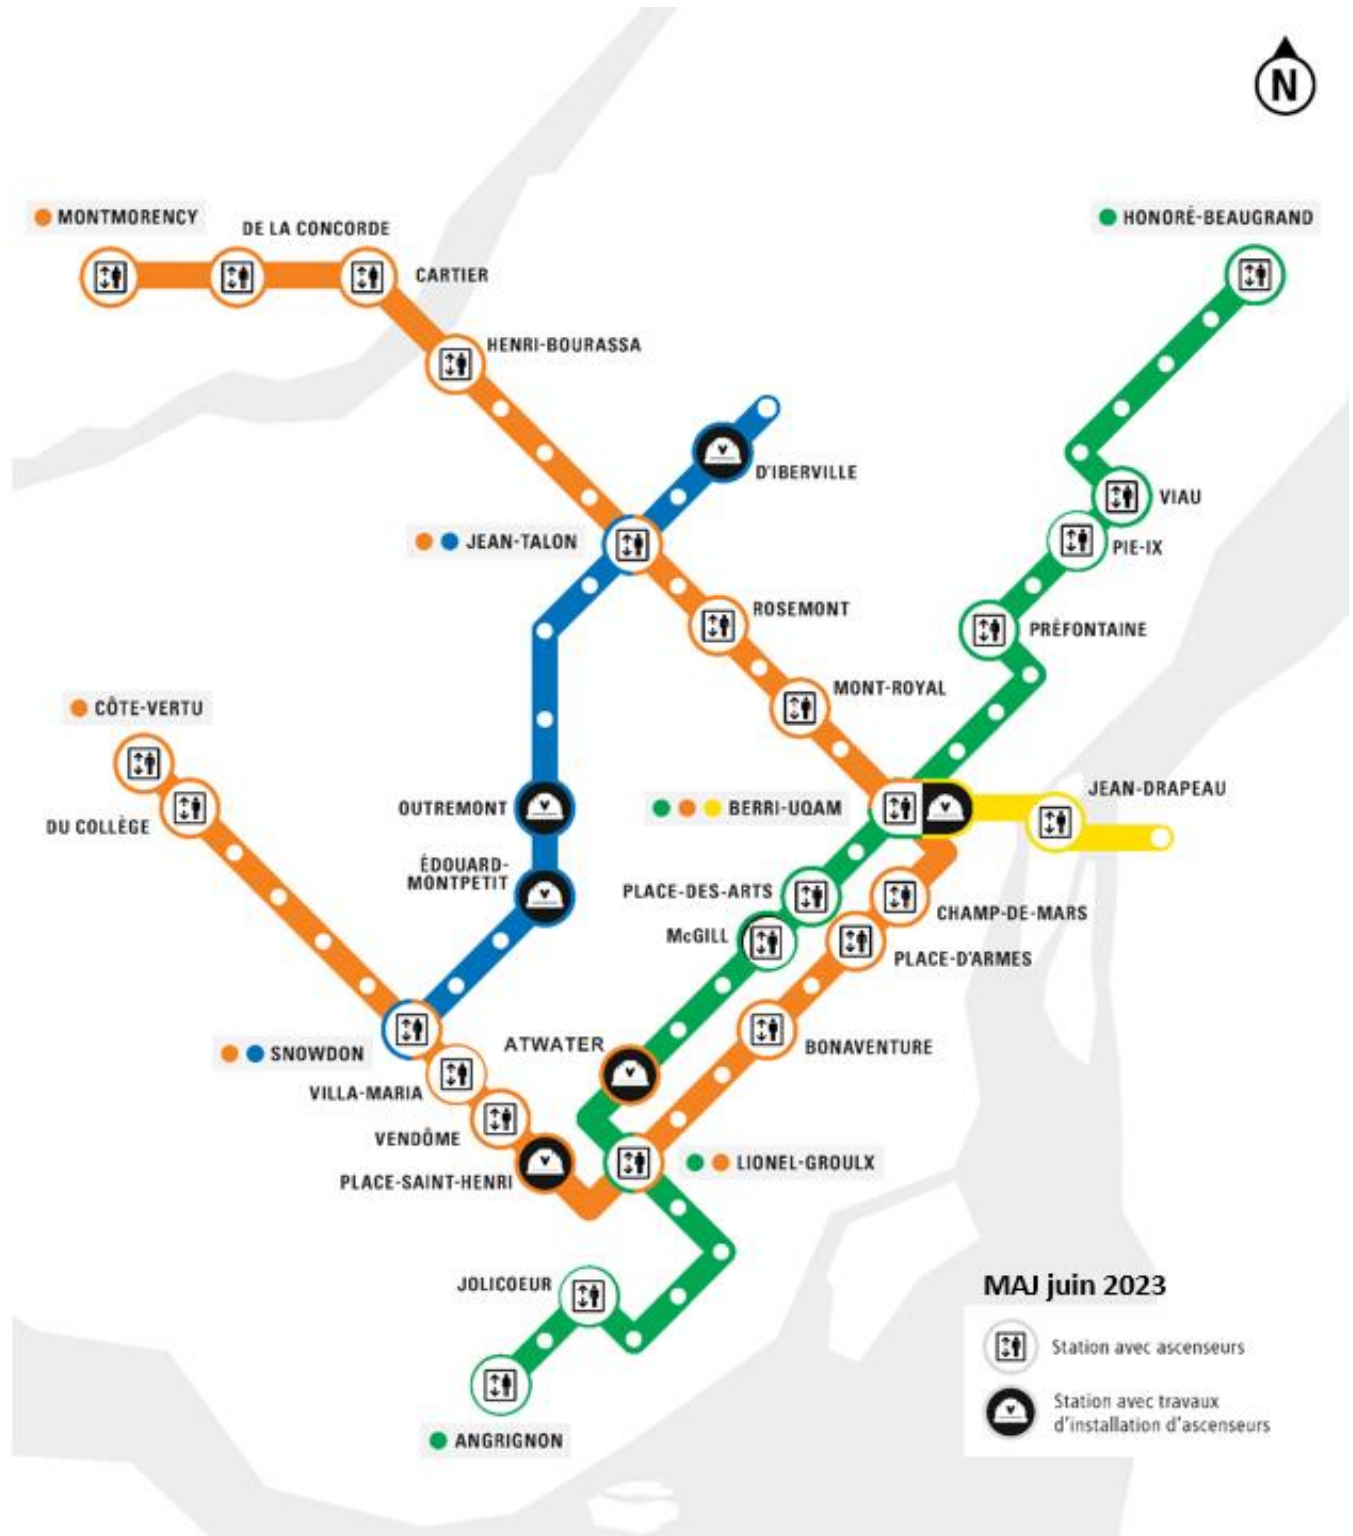 N
MONTMORENCY
DE LA CONCORDE
HONORÉ-BEAUGRAND
CARTIER
HENRI-BOURASSA
D'IBERVILLE
VIAU
JEAN-TALON
PIE-IX
ROSEMONT
PRÉFONTAINE
MONT-ROYAL
CÔTE-VERTU
JEAN-DRAPEAU
OUTREMONT
BERRI-UQAM
DU COLLÈGE
ÉDOUARD-
MONTPETIT
PLACE-DES-ARTS
CHAMP-DE-MARS
McGILL
PLACE-D'ARMES
ATWATER
BONAVENTURE
SNOWDON
VILLA-MARIA
VENDÔME
LIONEL-GROULX
PLACE-SAINT-HENRI
JOLICOEUR
MAJ juin 2023
Station avec ascenseurs
Station avec travaux
d'installation d'ascenseurs
ANGRIGNON